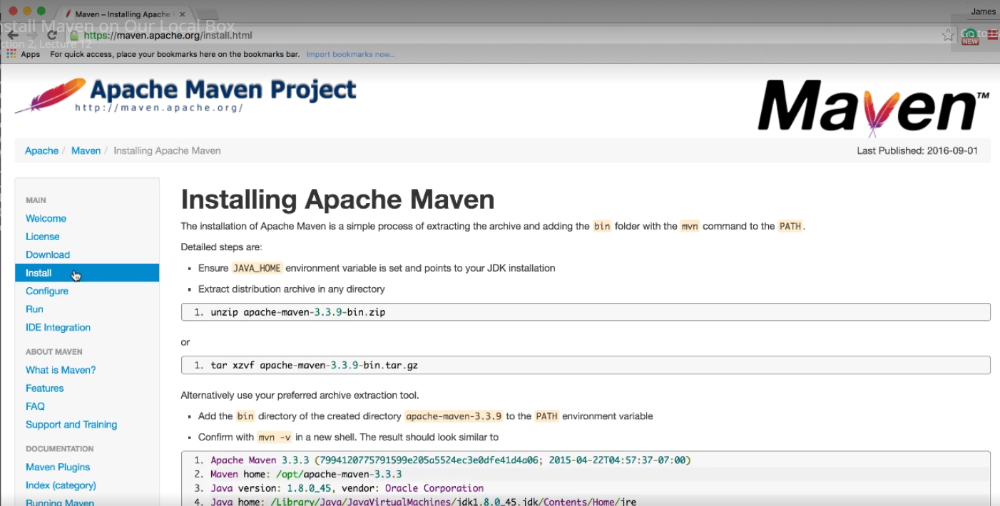 Maven – Installing Apache
James
nstall Maven on Our Local Box
https://maven.apache.org/install.html
Go to
NEW
ction 2, Lecture 12
Apps For quick access, place your bookmarks here on the bookmarks bar. Import bookmarks now...
Apache Maven Project
http://maven.apache.org/
Maven™
Apache / Maven / Installing Apache Maven
Last Published: 2016-09-01
MAIN
Welcome
License
Download
Install
Configure
Run
IDE Integration
ABOUT MAVEN
What is Maven?
Features
FAQ
Support and Training
DOCUMENTATION
Maven Plugins
Index (category)
Running Maven
Installing Apache Maven
The installation of Apache Maven is a simple process of extracting the archive and adding the bin folder with the mvn command to the PATH.
Detailed steps are:
▪ Ensure JAVA_HOME environment variable is set and points to your JDK installation
▪ Extract distribution archive in any directory
1. unzip apache-maven-3.3.9-bin.zip
or
1. tar xzvf apache-maven-3.3.9-bin.tar.gz
Alternatively use your preferred archive extraction tool.
▪ Add the bin directory of the created directory apache-maven-3.3.9 to the PATH environment variable
▪ Confirm with mvn -v in a new shell. The result should look similar to
1. Apache Maven 3.3.3 (7994120775791599e205a5524ec3e0dfe41d4a06; 2015-04-22T04:57:37-07:00)
2. Maven home: /opt/apache-maven-3.3.3
3. Java version: 1.8.0_45, vendor: Oracle Corporation
4. Java home: /Library/Java/JavaVirtualMachines/jdk1.8.0_45.jdk/Contents/Home/jre